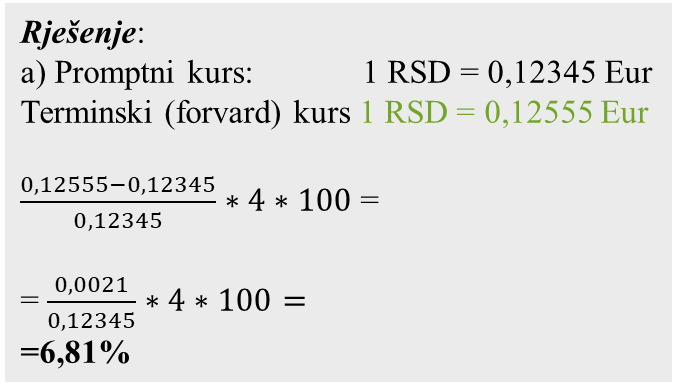 Rješenje:
a) Promptni kurs: 1 RSD = 0,12345 Eur
Terminski (forvard) kurs 1 RSD = 0,12555 Eur
0,12555−0,12345
0,12345
∗ 4 ∗ 100 =
=
0,0021
0,12345
∗ 4 ∗ 100 =
=6,81%